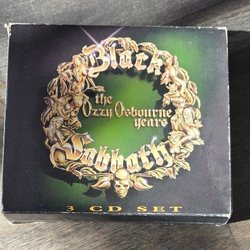 Black
the
Ozzy Osbourne
years
Sabbath
3 CD SET